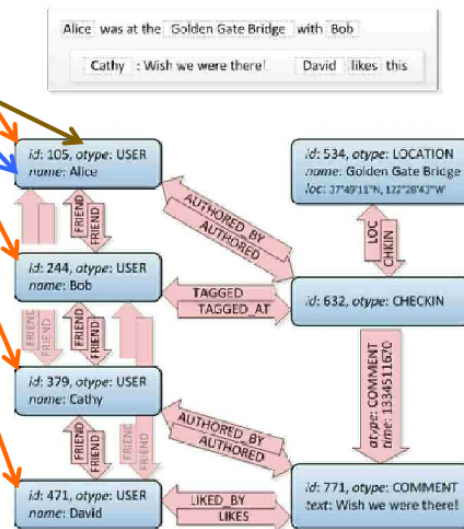 Alice was at the Golden Gate Bridge with Bob
Cathy : Wish we were there! David likes this
id: 105, otype: USER
name: Alice
id: 534, otype: LOCATION
name: Golden Gate Bridge
loc: 37°49'11"N, 122°28'43"W
FRIEND
FRIEND
AUTHORED_BY
AUTHORED
LOC
CHKIN
id: 244, otype: USER
name: Bob
TAGGED
TAGGED_AT
id: 632, otype: CHECKIN
FRIEND
FRIEND
FRIEND
FRIEND
FRIEND
otype: COMMENT
time: 1334511670
id: 379, otype: USER
name: Cathy
AUTHORED_BY
AUTHORED
FRIEND
FRIEND
FRIEND
id: 471, otype: USER
name: David
LIKED_BY
LIKES
id: 771, otype: COMMENT
text: Wish we were there!